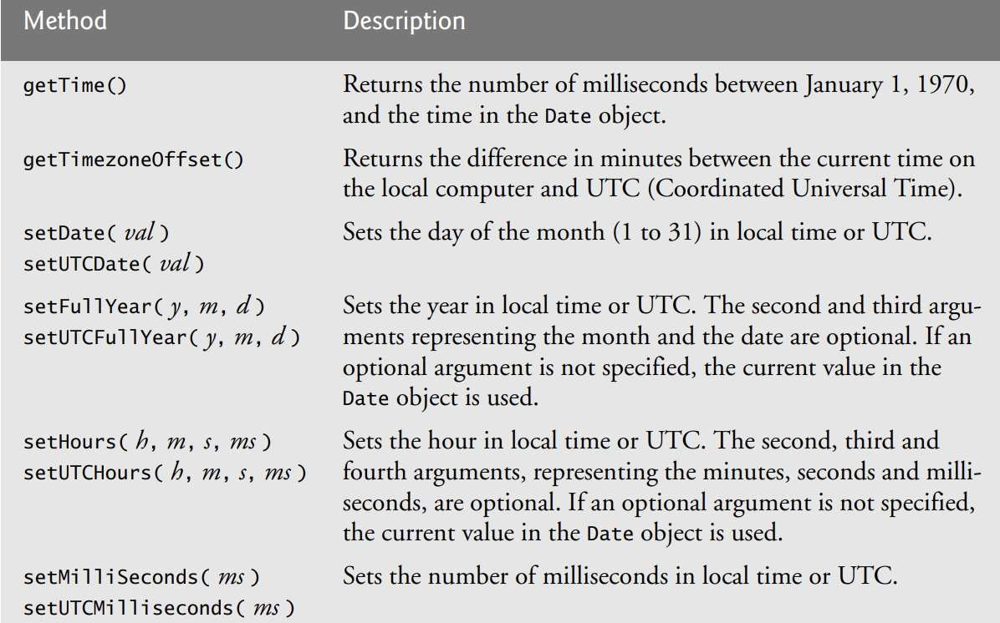 Method Description
getTime() Returns the number of milliseconds between January 1, 1970,
and the time in the Date object.
getTimezoneOffset() Returns the difference in minutes between the current time on
the local computer and UTC (Coordinated Universal Time).
setDate( val ) Sets the day of the month (1 to 31) in local time or UTC.
setUTCDate( val )
setFullYear( y, m, d ) Sets the year in local time or UTC. The second and third argu-
setUTCFullYear( y, m, d ) ments representing the month and the date are optional. If an
optional argument is not specified, the current value in the
Date object is used.
setHours( h, m, s, ms ) Sets the hour in local time or UTC. The second, third and
setUTCHours( h, m, s, ms ) fourth arguments, representing the minutes, seconds and milli-
seconds, are optional. If an optional argument is not specified,
the current value in the Date object is used.
setMilliSeconds( ms ) Sets the number of milliseconds in local time or UTC.
setUTCMilliseconds( ms )